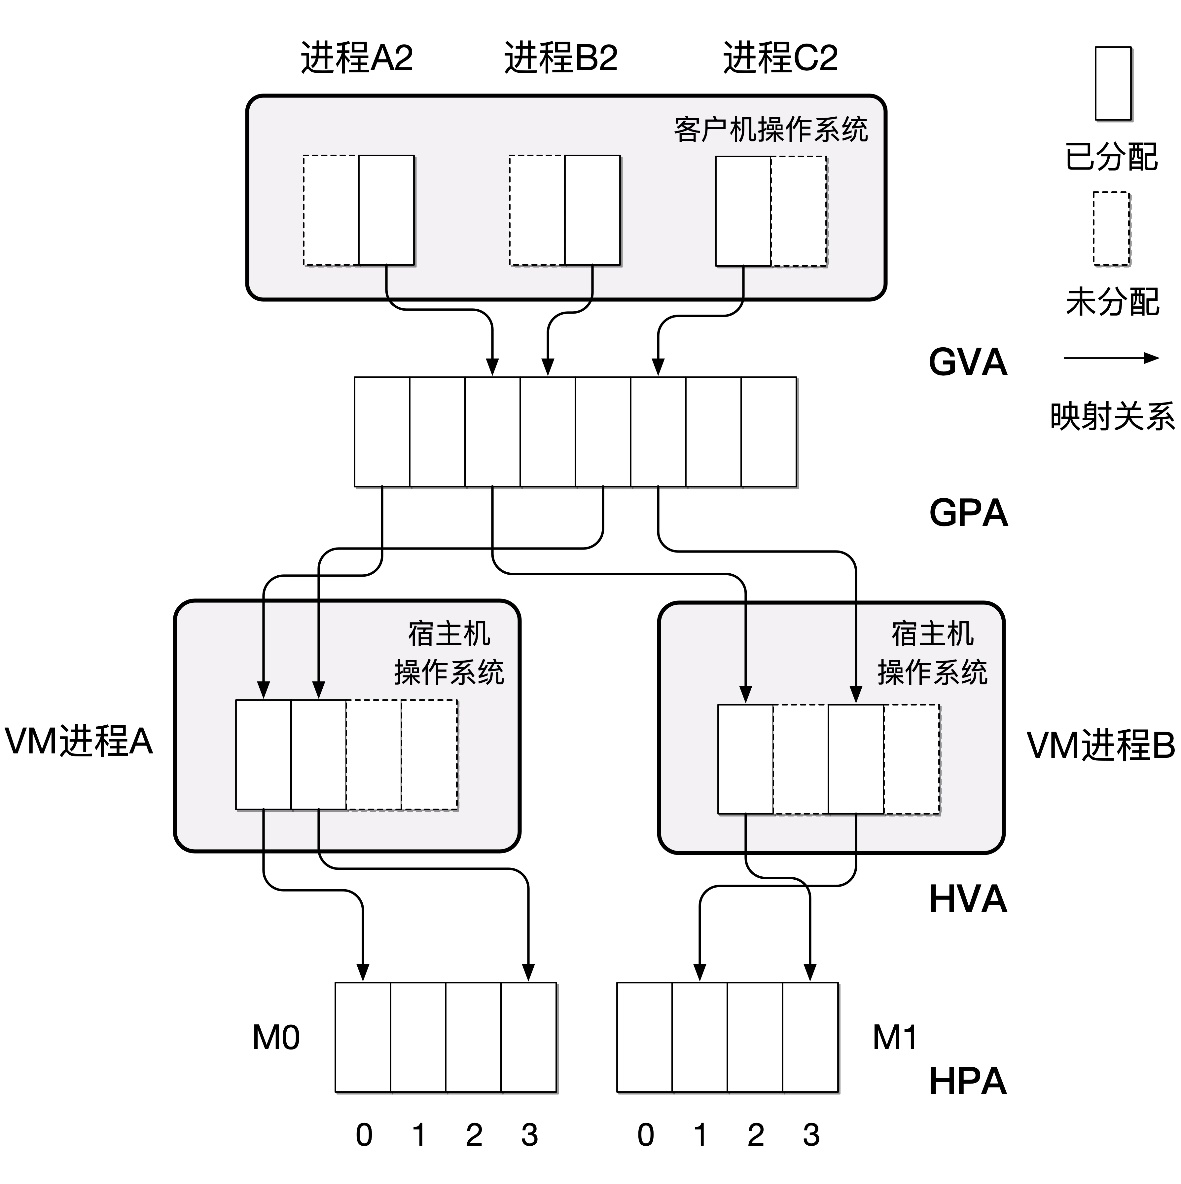 进程A2 进程B2 进程C2
客户机操作系统
已分配
未分配
GVA
映射关系
GPA
宿主机
操作系统
宿主机
操作系统
VM进程A
VM进程B
HVA
M0
M1
HPA
0 1 2 3
0 1 2 3